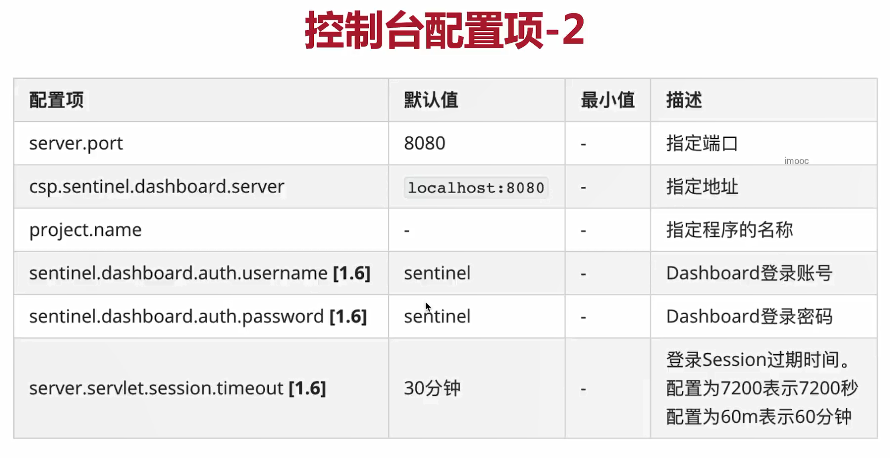 控制台配置项-2
配置项 默认值 最小值 描述
server.port 8080 - 指定端口
imooc
csp.sentinel.dashboard.server localhost:8080 - 指定地址
project.name - - 指定程序的名称
sentinel.dashboard.auth.username [1.6] sentinel - Dashboard登录账号
sentinel.dashboard.auth.password [1.6] sentinel - Dashboard登录密码
server.servlet.session.timeout [1.6] 30分钟 - 登录Session过期时间。
配置为7200表示7200秒
配置为60m表示60分钟